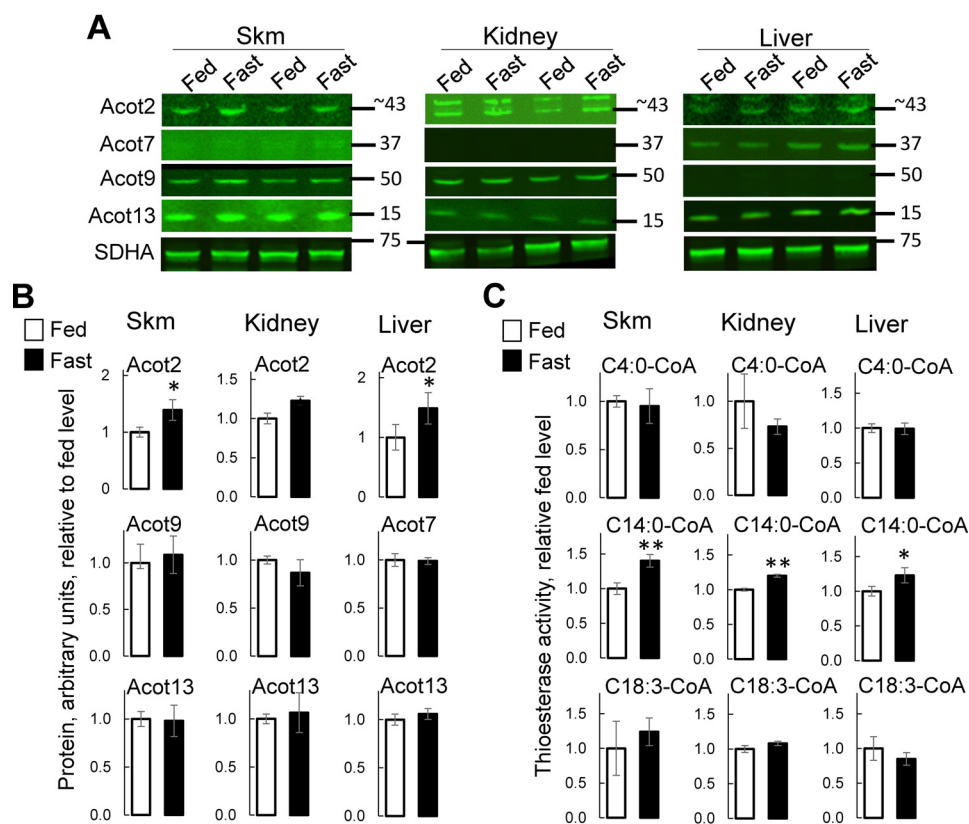 A
Skm Kidney Liver
Fed Fast Fed Fast Fed Fast Fed Fast Fed Fast Fed Fast
Acot2 ~43 ~43 ~43
Acot7 37 37 37
Acot9 50 50 50
Acot13 15 15 15
SDHA 75 75 75
B
Fed
Fast
Skm Kidney Liver
Protein, arbitrary units, relative to fed level
Acot2 Acot2 Acot2
2 1.5 2
* *
1 1.0 1
0.5
0 0.0 0
Acot9 Acot9 Acot7
1.5 1.5 1.5
1.0 1.0 1.0
0.5 0.5 0.5
0.0 0.0 0.0
Acot13 Acot13 Acot13
1.0 1.0 1.0
0.5 0.5 0.5
0.0 0.0 0.0
C
Fed
Fast
Skm Kidney Liver
Thioesterase activity, relative fed level
C4:0-CoA C4:0-CoA C4:0-CoA
1.0 1.0 1.5
0.5 0.5 1.0
0.5
0.0 0.0 0.0
C14:0-CoA C14:0-CoA C14:0-CoA
** ** *
1.5 1.5 1.5
1.0 1.0 1.0
0.5 0.5 0.5
0.0 0.0 0.0
C18:3-CoA C18:3-CoA C18:3-CoA
1.5 1.5 1.5
1.0 1.0 1.0
0.5 0.5 0.5
0.0 0.0 0.0